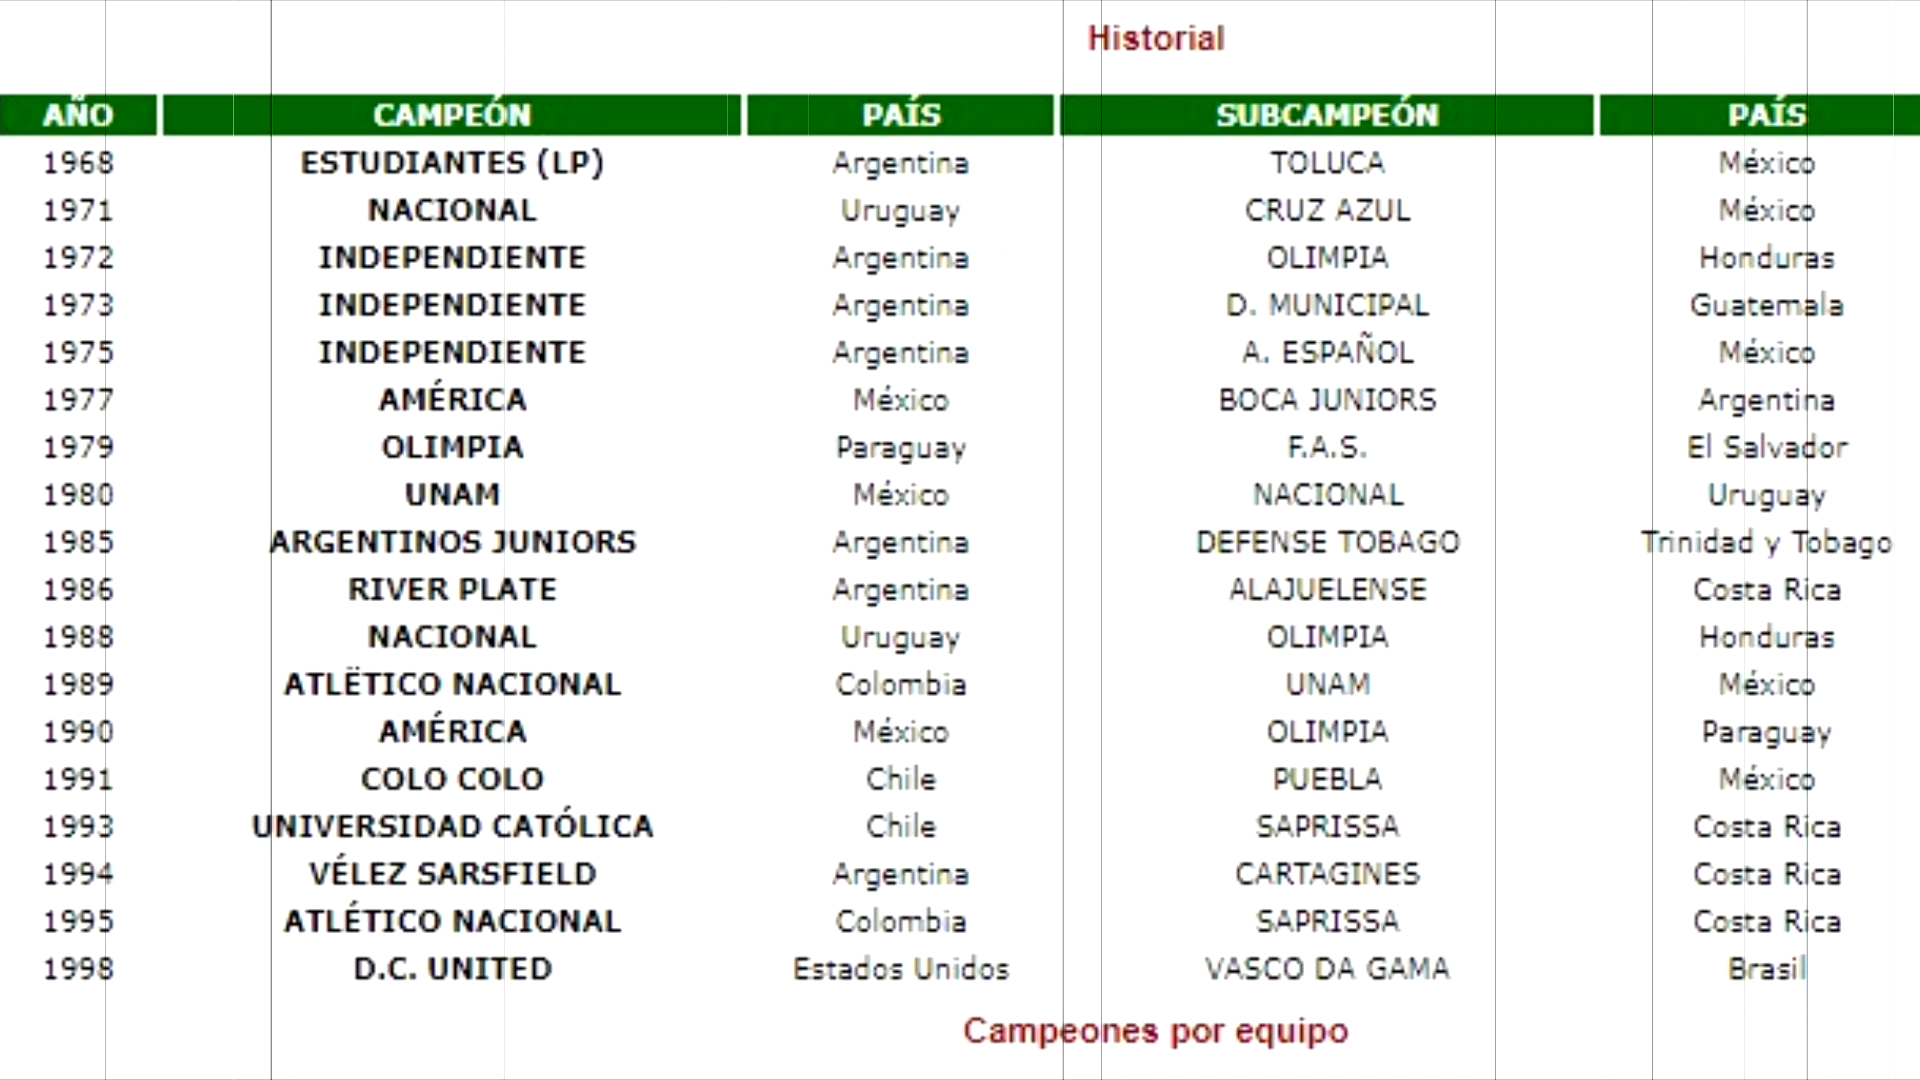 Historial
AÑO CAMPEÓN PAÍS SUBCAMPEÓN PAÍS
1968 ESTUDIANTES (LP) Argentina TOLUCA México
1971 NACIONAL Uruguay CRUZ AZUL México
1972 INDEPENDIENTE Argentina OLIMPIA Honduras
1973 INDEPENDIENTE Argentina D. MUNICIPAL Guatemala
1975 INDEPENDIENTE Argentina A. ESPAÑOL México
1977 AMÉRICA México BOCA JUNIORS Argentina
1979 OLIMPIA Paraguay F.A.S. El Salvador
1980 UNAM México NACIONAL Uruguay
1985 ARGENTINOS JUNIORS Argentina DEFENSE TOBAGO Trinidad y Tobago
1986 RIVER PLATE Argentina ALAJUELENSE Costa Rica
1988 NACIONAL Uruguay OLIMPIA Honduras
1989 ATLËTICO NACIONAL Colombia UNAM México
1990 AMÉRICA México OLIMPIA Paraguay
1991 COLO COLO Chile PUEBLA México
1993 UNIVERSIDAD CATÓLICA Chile SAPRISSA Costa Rica
1994 VÉLEZ SARSFIELD Argentina CARTAGINES Costa Rica
1995 ATLÉTICO NACIONAL Colombia SAPRISSA Costa Rica
1998 D.C. UNITED Estados Unidos VASCO DA GAMA Brasil
Campeones por equipo